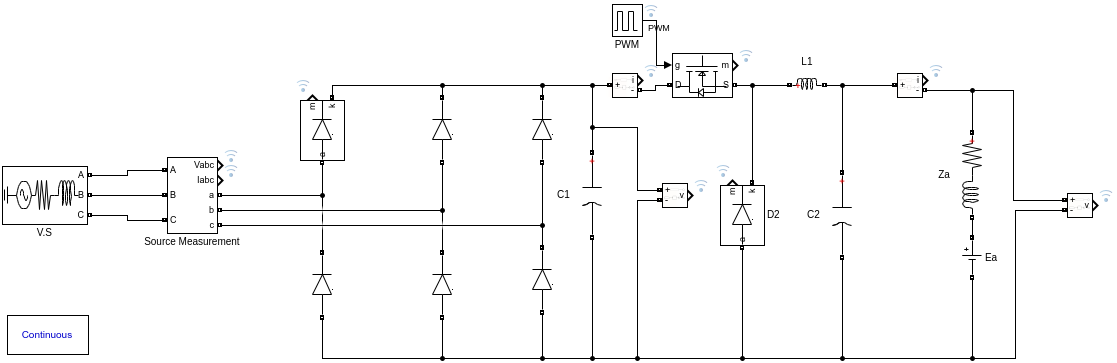 PWM
PWM
L1
i
+
-
g
m
D
S
i
+
-
m
k
a
A
B
C
V.S
A
B
C
Vabc
Iabc
a
b
c
Source Measurement
C1
+
-
v
m
k
a
D2
C2
Za
+
Ea
+
-
v
Continuous